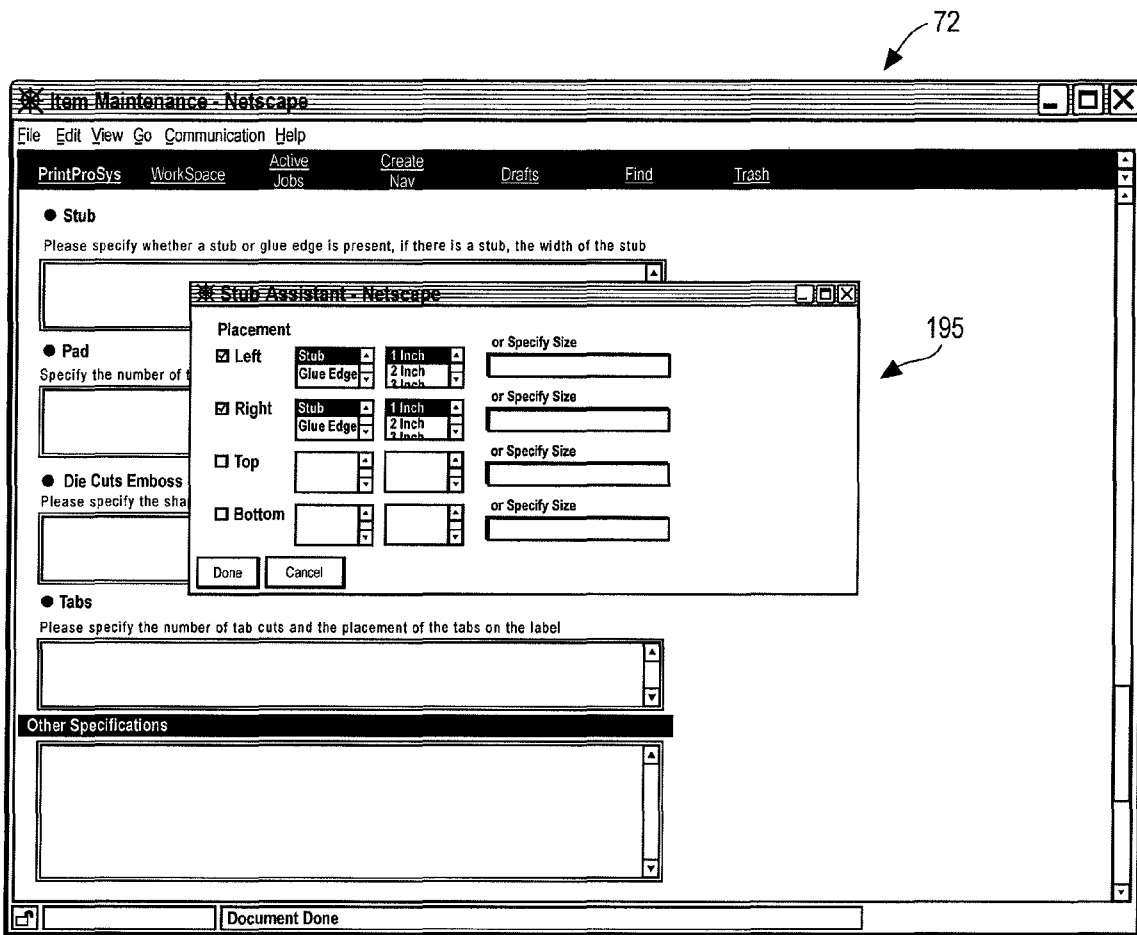 72
Item Maintenance - Netscape
File Edit View Go Communication Help
PrintProSys WorkSpace Active Jobs Create Nav Drafts Find Trash
Stub
Please specify whether a stub or glue edge is present, if there is a stub, the width of the stub
Stub Assistant - Netscape
195
Placement
Left
Stub
Glue Edge
1 Inch
2 Inch
3 Inch
or Specify Size
Right
Stub
Glue Edge
1 Inch
2 Inch
3 Inch
or Specify Size
Top
or Specify Size
Bottom
or Specify Size
Done Cancel
Pad
Specify the number of t
Die Cuts Emboss
Please specify the sha
Tabs
Please specify the number of tab cuts and the placement of the tabs on the label
Other Specifications
Document Done